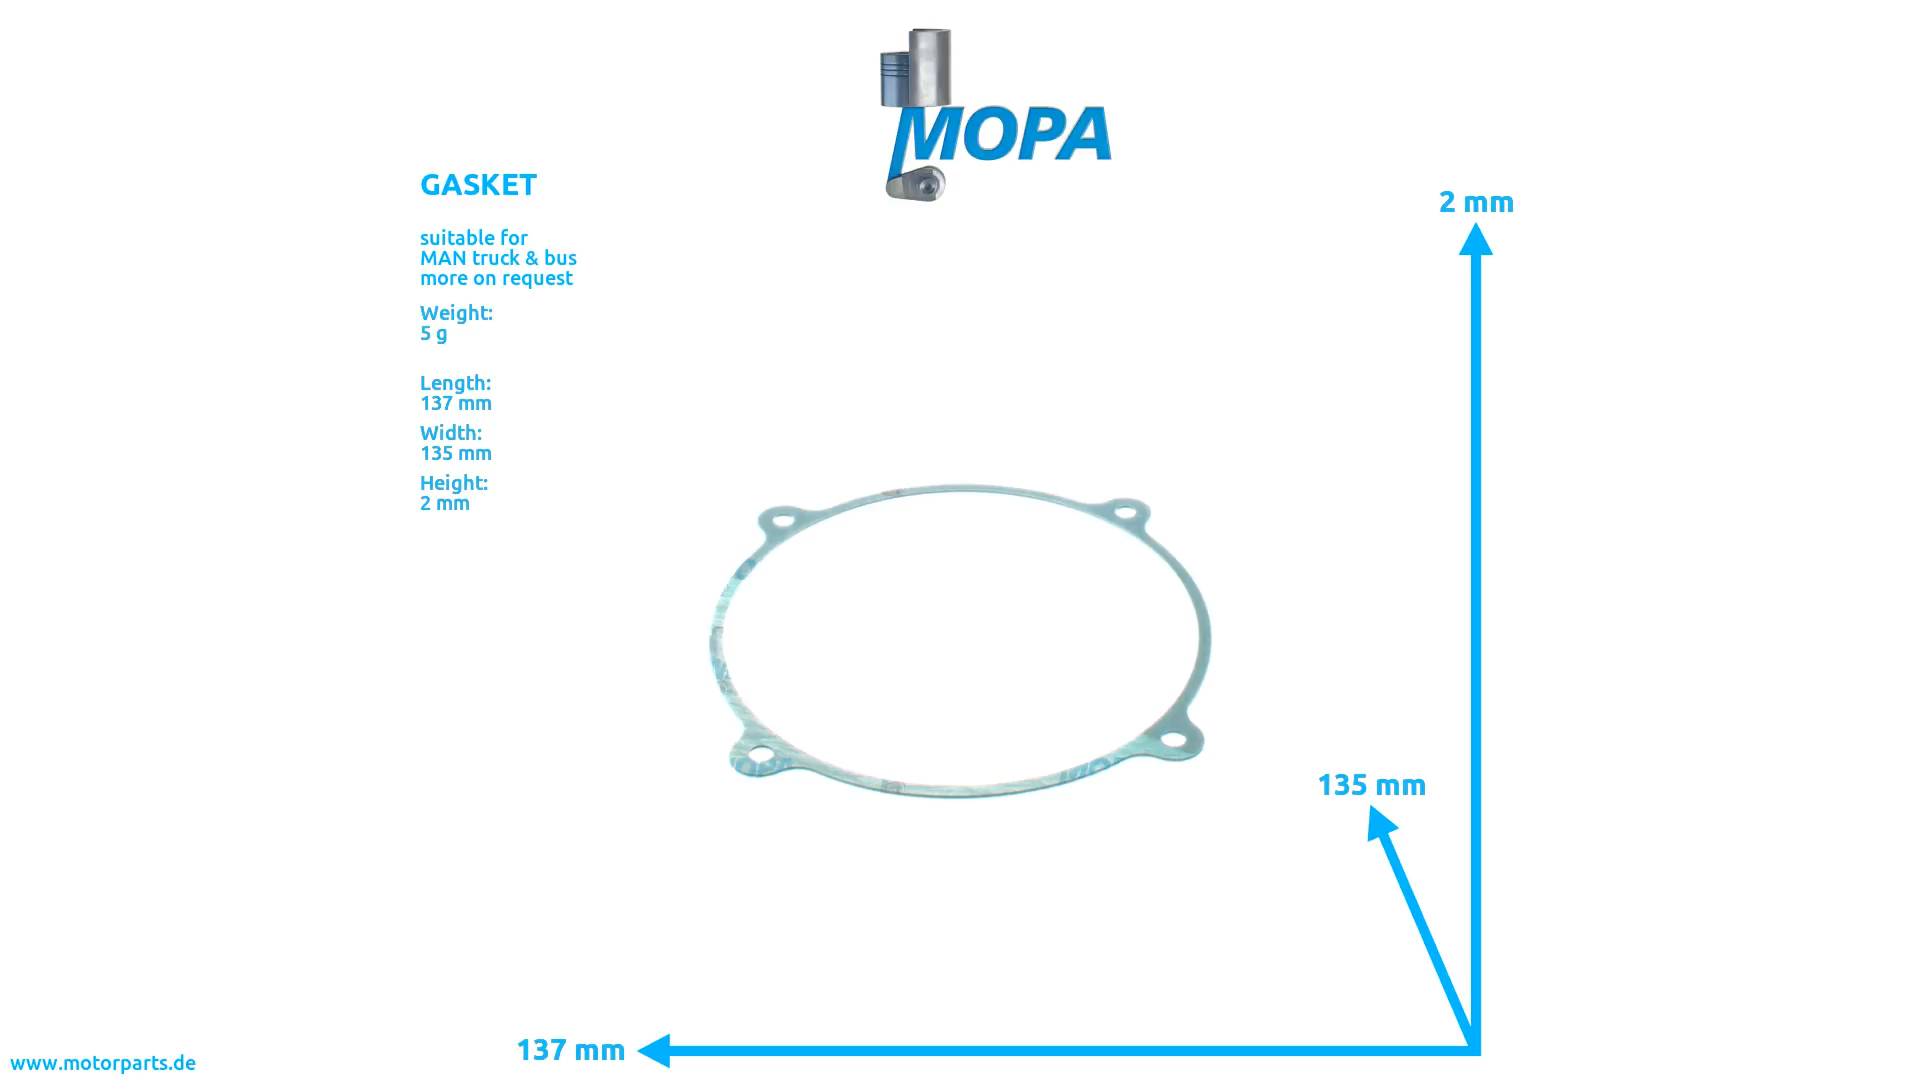 MOPA
GASKET
suitable for
MAN truck & bus
more on request
Weight:
5 g
Length:
137 mm
Width:
135 mm
Height:
2 mm
2 mm
135 mm
137 mm
www.motorparts.de